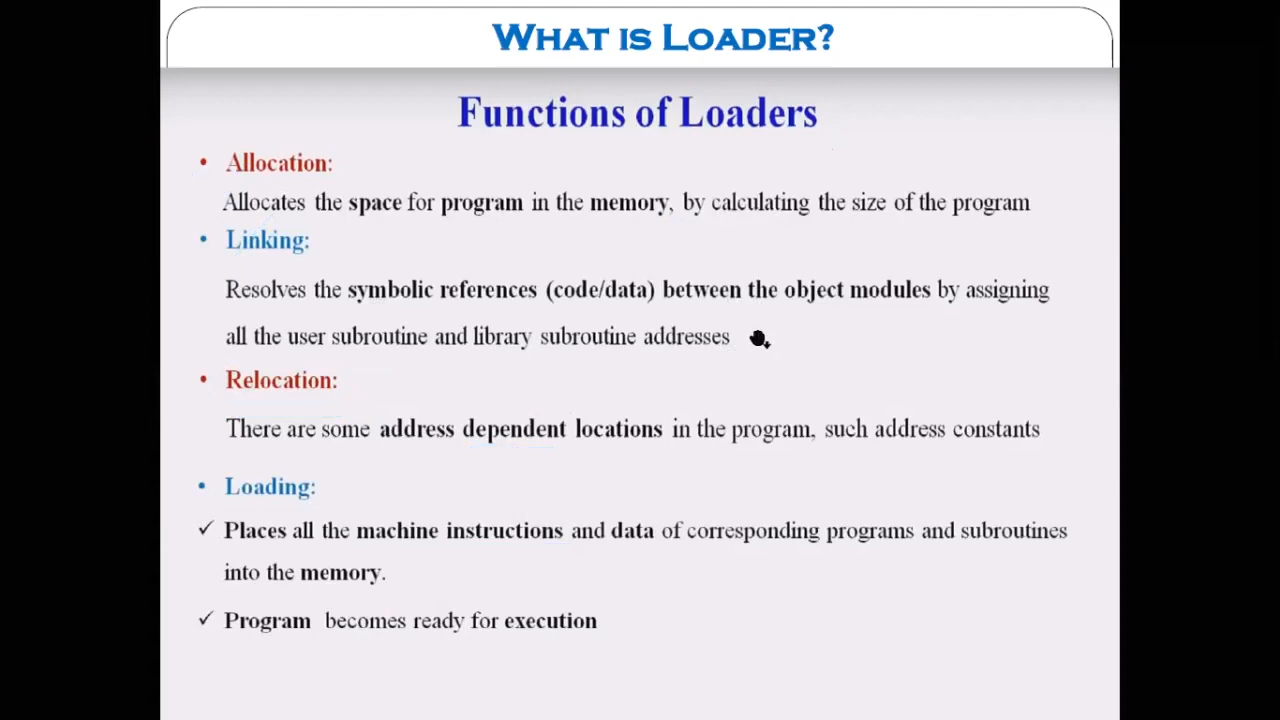 WHAT IS LOADER?
Functions of Loaders
• Allocation:
Allocates the space for program in the memory, by calculating the size of the program
• Linking:
Resolves the symbolic references (code/data) between the object modules by assigning
all the user subroutine and library subroutine addresses
• Relocation:
There are some address dependent locations in the program, such address constants
• Loading:
✓ Places all the machine instructions and data of corresponding programs and subroutines
into the memory.
✓ Program becomes ready for execution